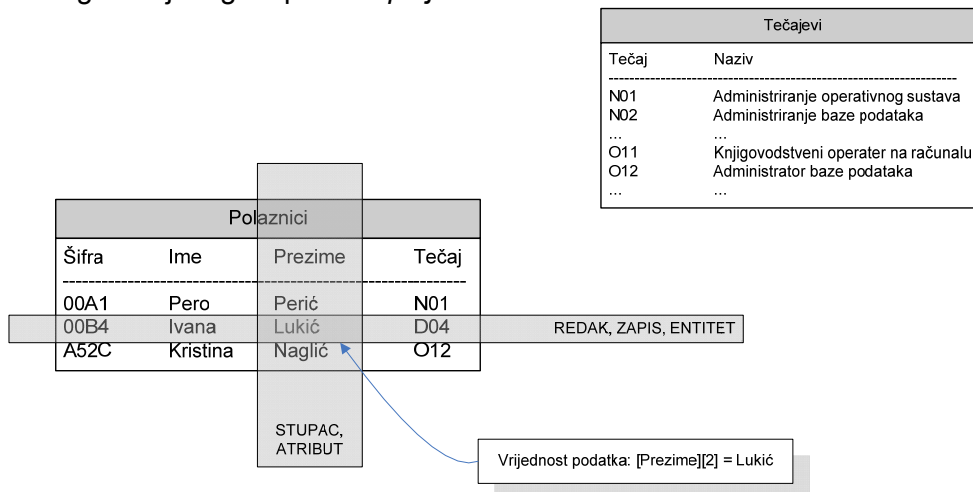 Tečajevi
Tečaj Naziv
N01 Administriranje operativnog sustava
N02 Administriranje baze podataka
... ...
O11 Knjigovodstveni operater na računalu
O12 Administrator baze podataka
... ...
Polaznici
Šifra Ime Prezime Tečaj
00A1 Pero Perić N01
00B4 Ivana Lukić D04 REDAK, ZAPIS, ENTITET
A52C Kristina Naglić O12
STUPAC,
ATRIBUT
Vrijednost podatka: [Prezime][2] = Lukić